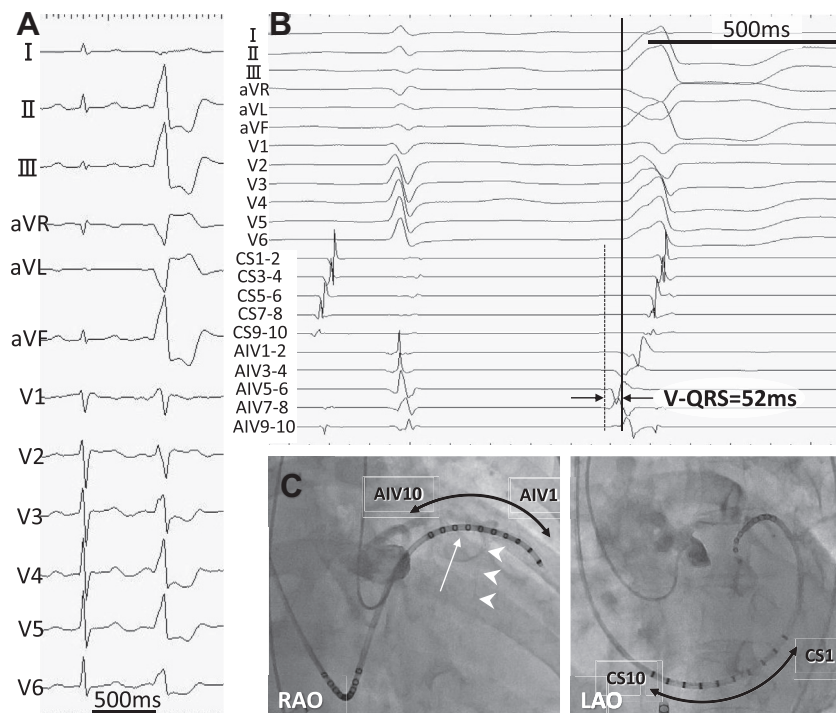 A
I
II
III
aVR
aVL
aVF
V1
V2
V3
V4
V5
V6
500ms
B
500ms
I
II
III
aVR
aVL
aVF
V1
V2
V3
V4
V5
V6
CS1-2
CS3-4
CS5-6
CS7-8
CS9-10
AIV1-2
AIV3-4
AIV5-6
AIV7-8
AIV9-10
V-QRS=52ms
C
AIV10
AIV1
RAO
CS10
CS1
LAO